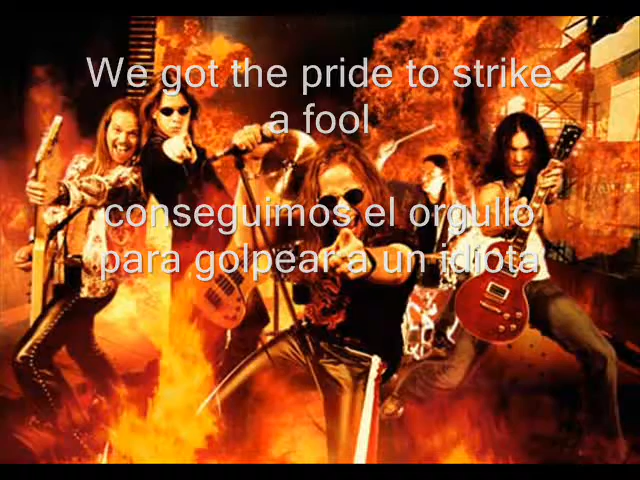 We got the pride to strike
a fool
conseguimos el orgullo
para golpear a un idiota